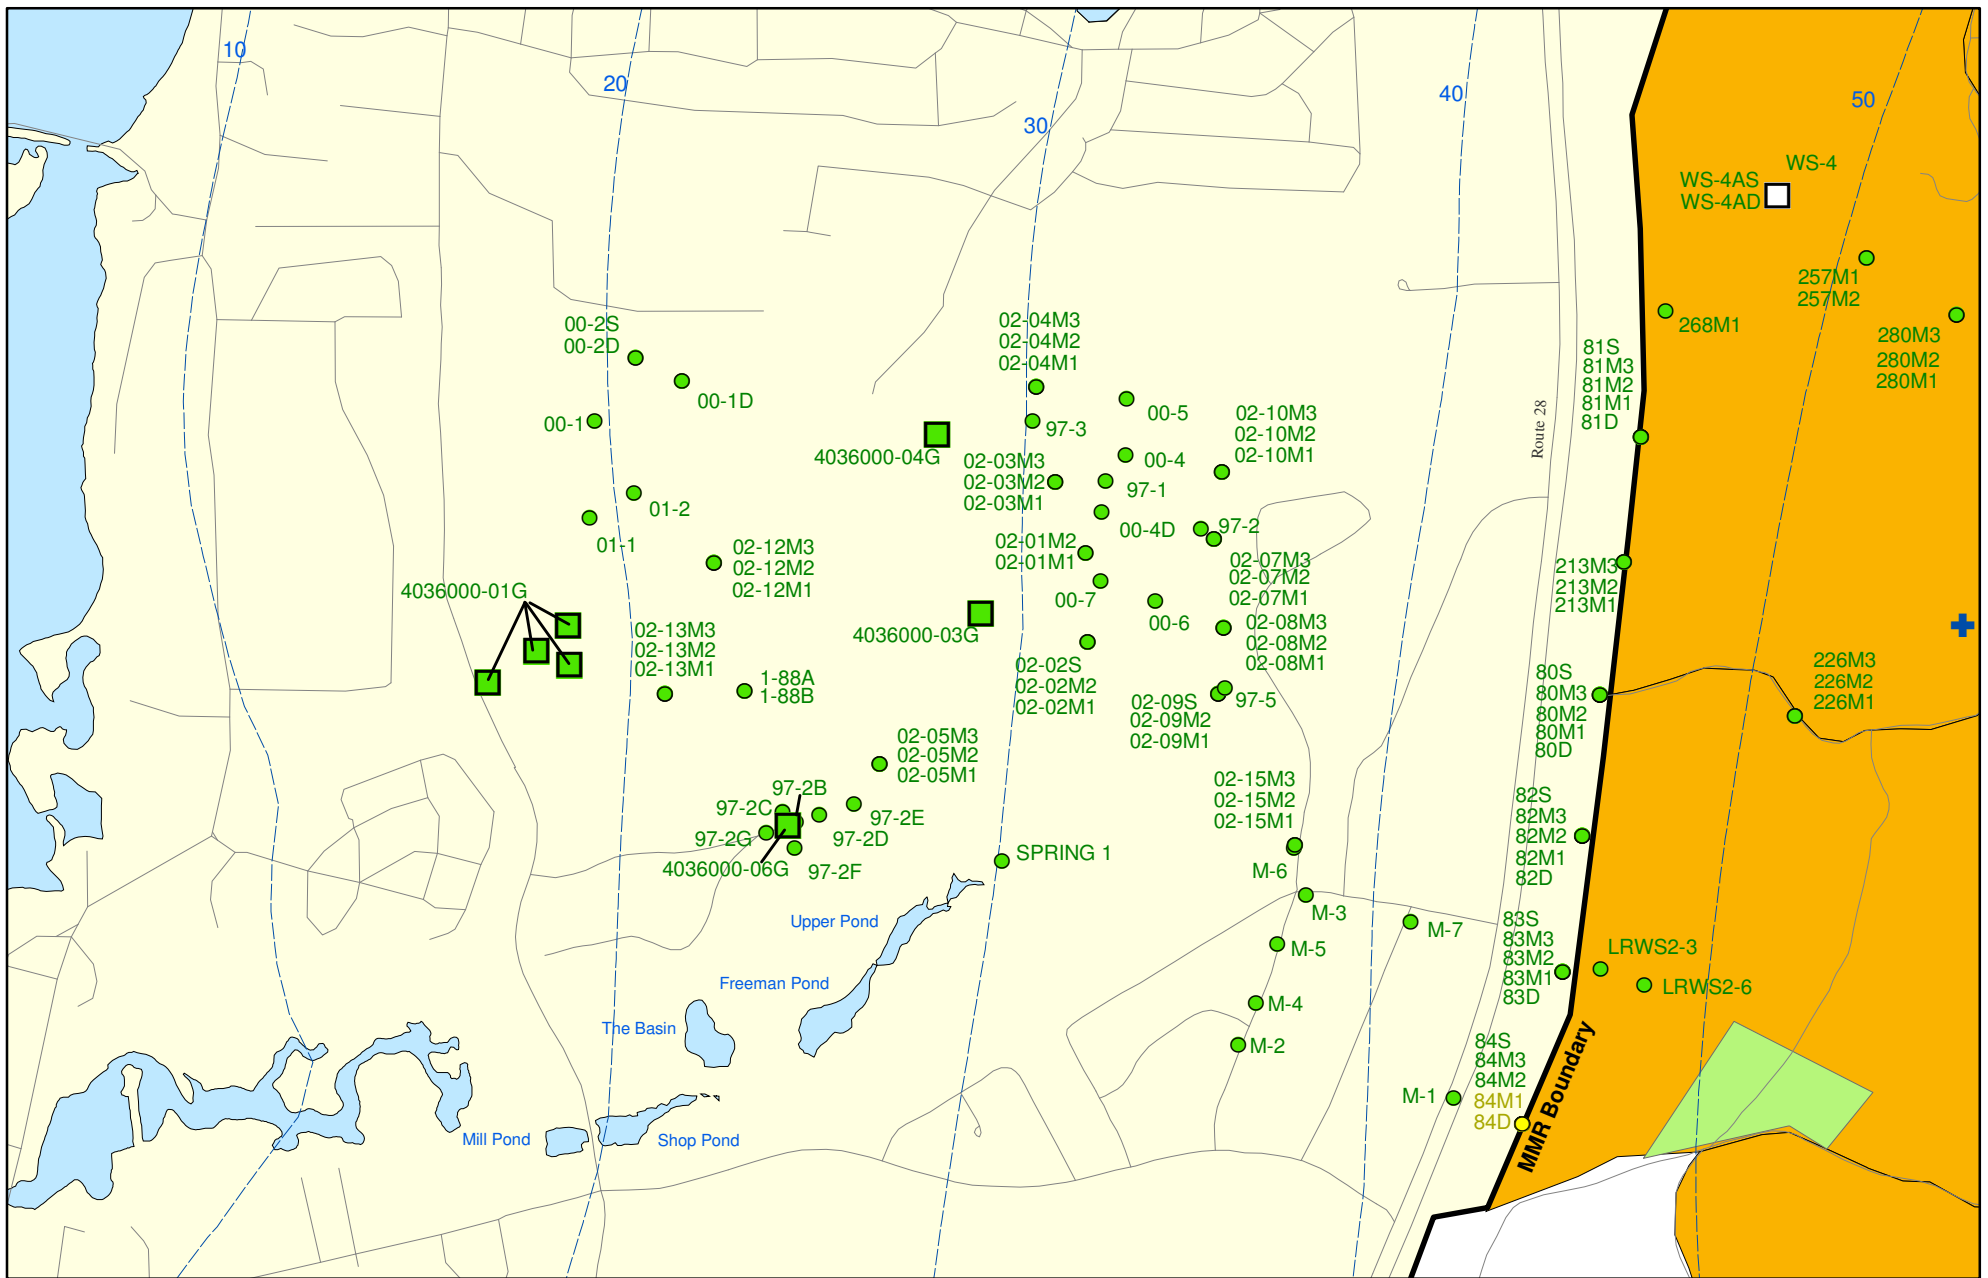 10
20
30
40
50
WS-4
WS-4AS
WS-4AD
257M1
257M2
268M1
280M3
280M2
280M1
00-2S
00-2D
00-1D
00-1
02-04M3
02-04M2
02-04M1
97-3
00-5
4036000-04G
02-03M3
02-03M2
02-03M1
00-4
97-1
02-10M3
02-10M2
02-10M1
Route 28
81S
81M3
81M2
81M1
81D
01-2
01-1
00-4D
97-2
02-01M2
02-01M1
02-12M3
02-12M2
02-12M1
02-07M3
02-07M2
02-07M1
213M3
213M2
213M1
4036000-01G
00-7
00-6
4036000-03G
02-13M3
02-13M2
02-13M1
02-08M3
02-08M2
02-08M1
1-88A
1-88B
02-02S
02-02M2
02-02M1
02-09S
02-09M2
02-09M1
97-5
80S
80M3
80M2
80M1
80D
226M3
226M2
226M1
02-05M3
02-05M2
02-05M1
97-2B
97-2C
97-2E
97-2G
97-2D
4036000-06G
97-2F
02-15M3
02-15M2
02-15M1
82S
82M3
82M2
82M1
82D
SPRING 1
M-6
M-3
M-7
M-5
Upper Pond
83S
83M3
83M2
83M1
83D
LRWS2-3
LRWS2-6
Freeman Pond
M-4
The Basin
M-2
84S
84M3
84M2
84M1
84D
M-1
MMR Boundary
Mill Pond
Shop Pond